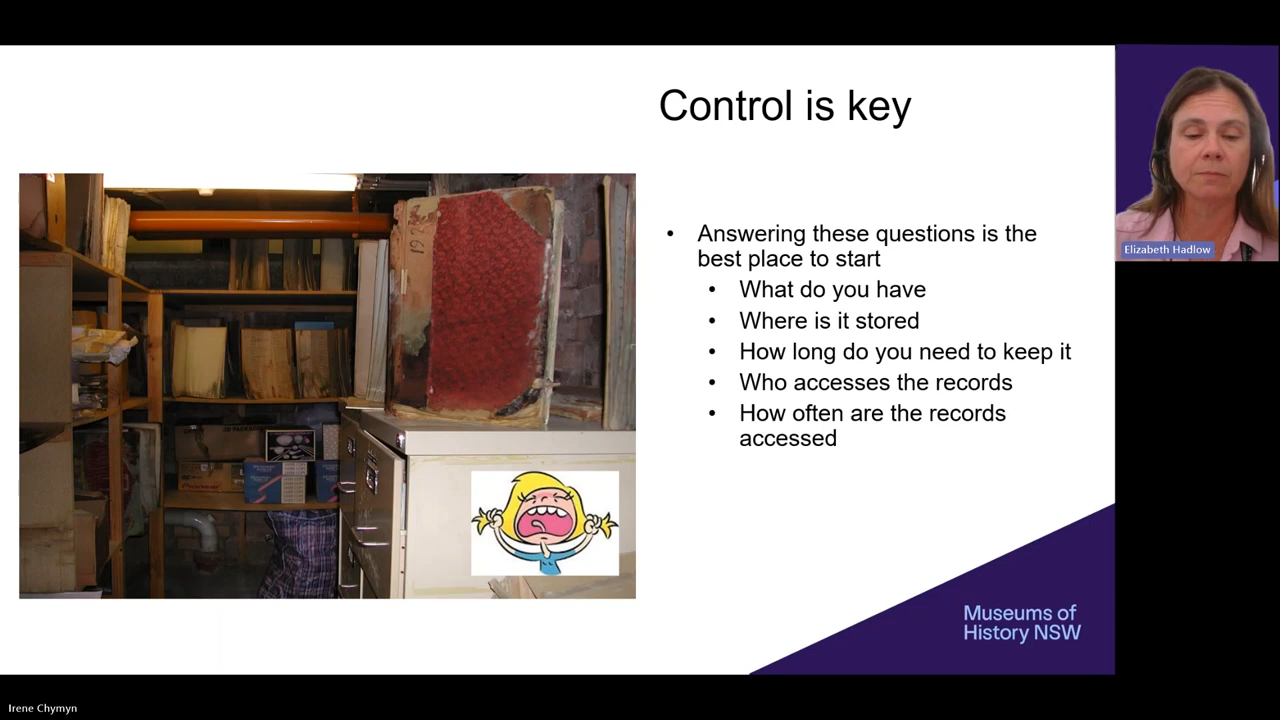 Control is key
• Answering these questions is the
best place to start
• What do you have
• Where is it stored
• How long do you need to keep it
• Who accesses the records
• How often are the records
accessed
Elizabeth Hadlow
Museums of
History NSW
Irene Chymyn